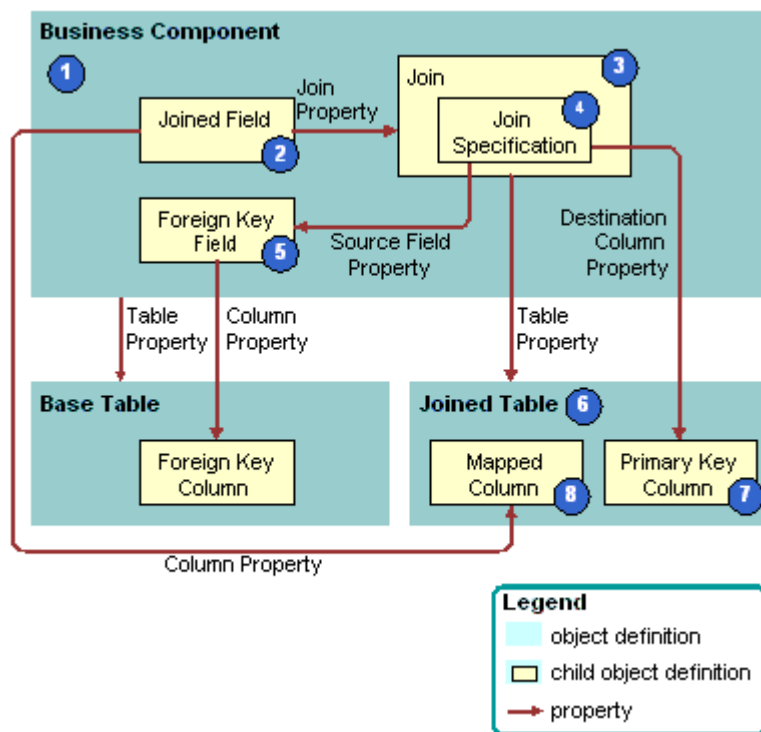 Business Component
1
Join
3
Join
Property
Joined Field
2
Join
Specification
4
Foreign Key
Field
5
Source Field
Property
Destination
Column
Property
Table
Property
Column
Property
Table
Property
Base Table
Joined Table
6
Foreign Key
Column
Mapped
Column
8
Primary Key
Column
7
Column Property
Legend
object definition
child object definition
property